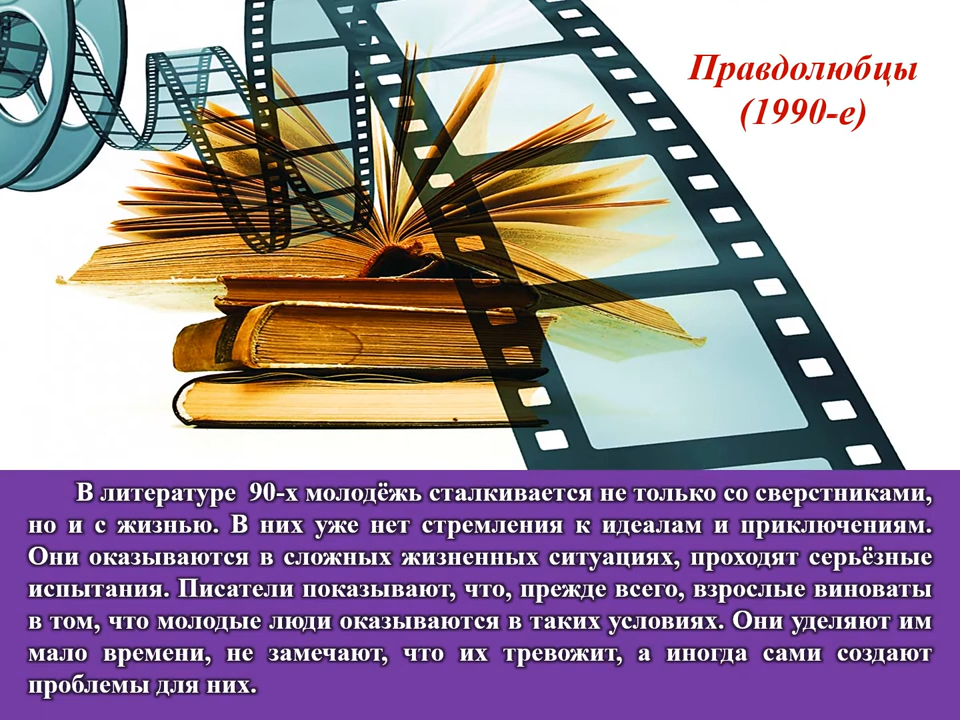 Правдолюбцы
(1990-е)
В литературе 90-х молодёжь сталкивается не только со сверстниками,
но и с жизнью. В них уже нет стремления к идеалам и приключениям.
Они оказываются в сложных жизненных ситуациях, проходят серьёзные
испытания. Писатели показывают, что, прежде всего, взрослые виноваты
в том, что молодые люди оказываются в таких условиях. Они уделяют им
мало времени, не замечают, что их тревожит, а иногда сами создают
проблемы для них.